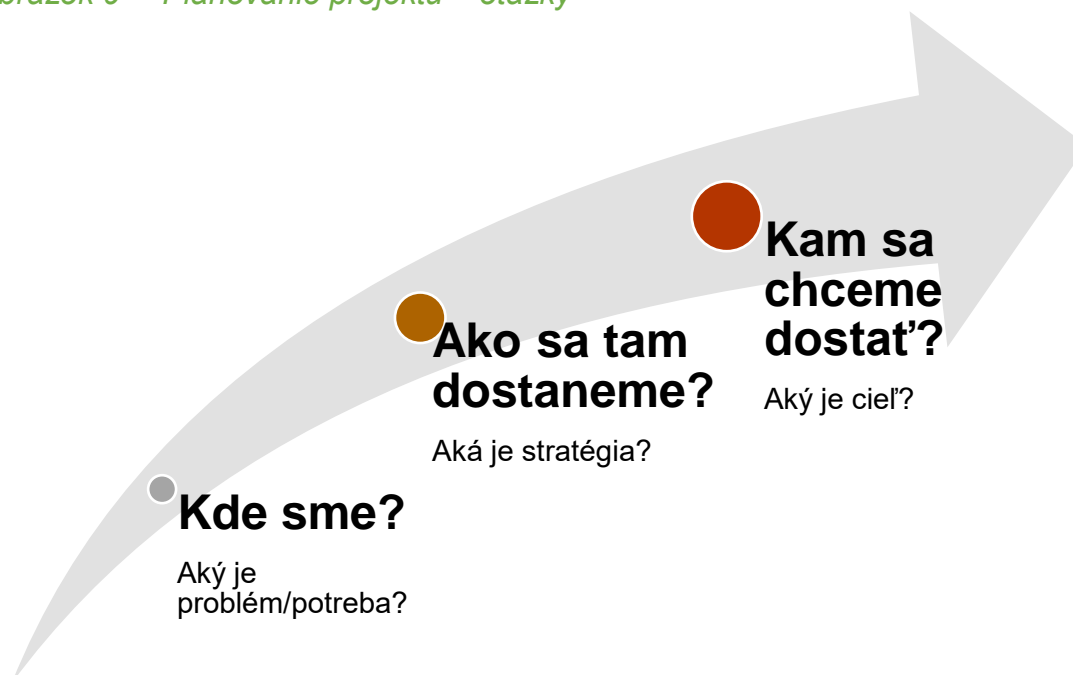 Kam sa
chceme
dostať?
Aký je cieľ?
Ako sa tam
dostaneme?
Aká je stratégia?
Kde sme?
Aký je
problém/potreba?